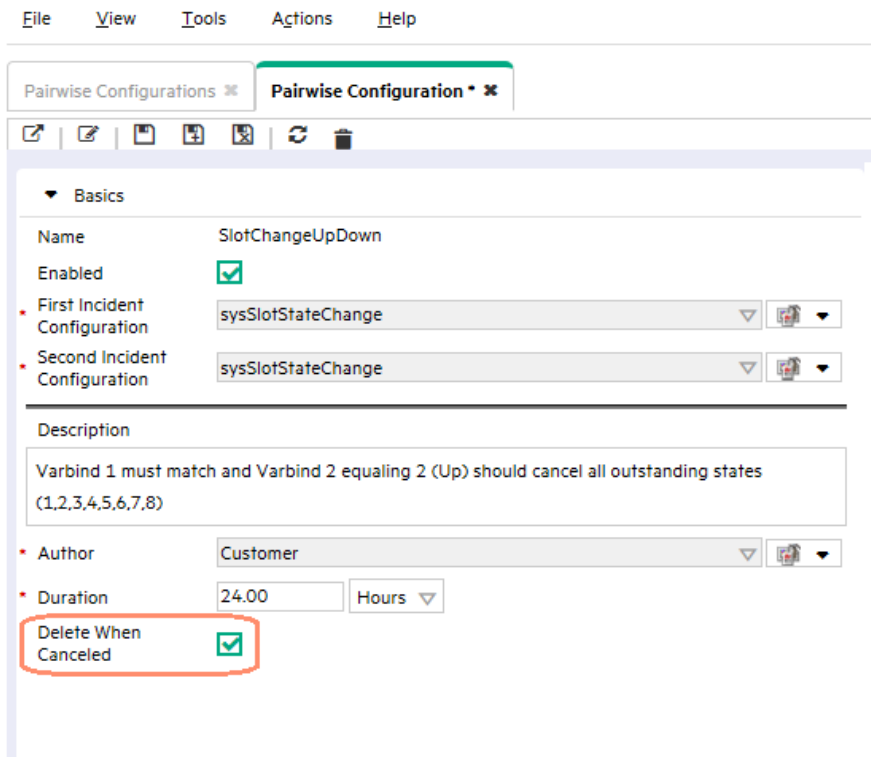 File View Tools Actions Help
Pairwise Configurations ✖ Pairwise Configuration * ✖
Basics
Name SlotChangeUpDown
Enabled
* First Incident
Configuration
sysSlotStateChange
* Second Incident
Configuration
sysSlotStateChange
Description
Varbind 1 must match and Varbind 2 equaling 2 (Up) should cancel all outstanding states
(1,2,3,4,5,6,7,8)
* Author Customer
* Duration 24.00 Hours
Delete When
Canceled